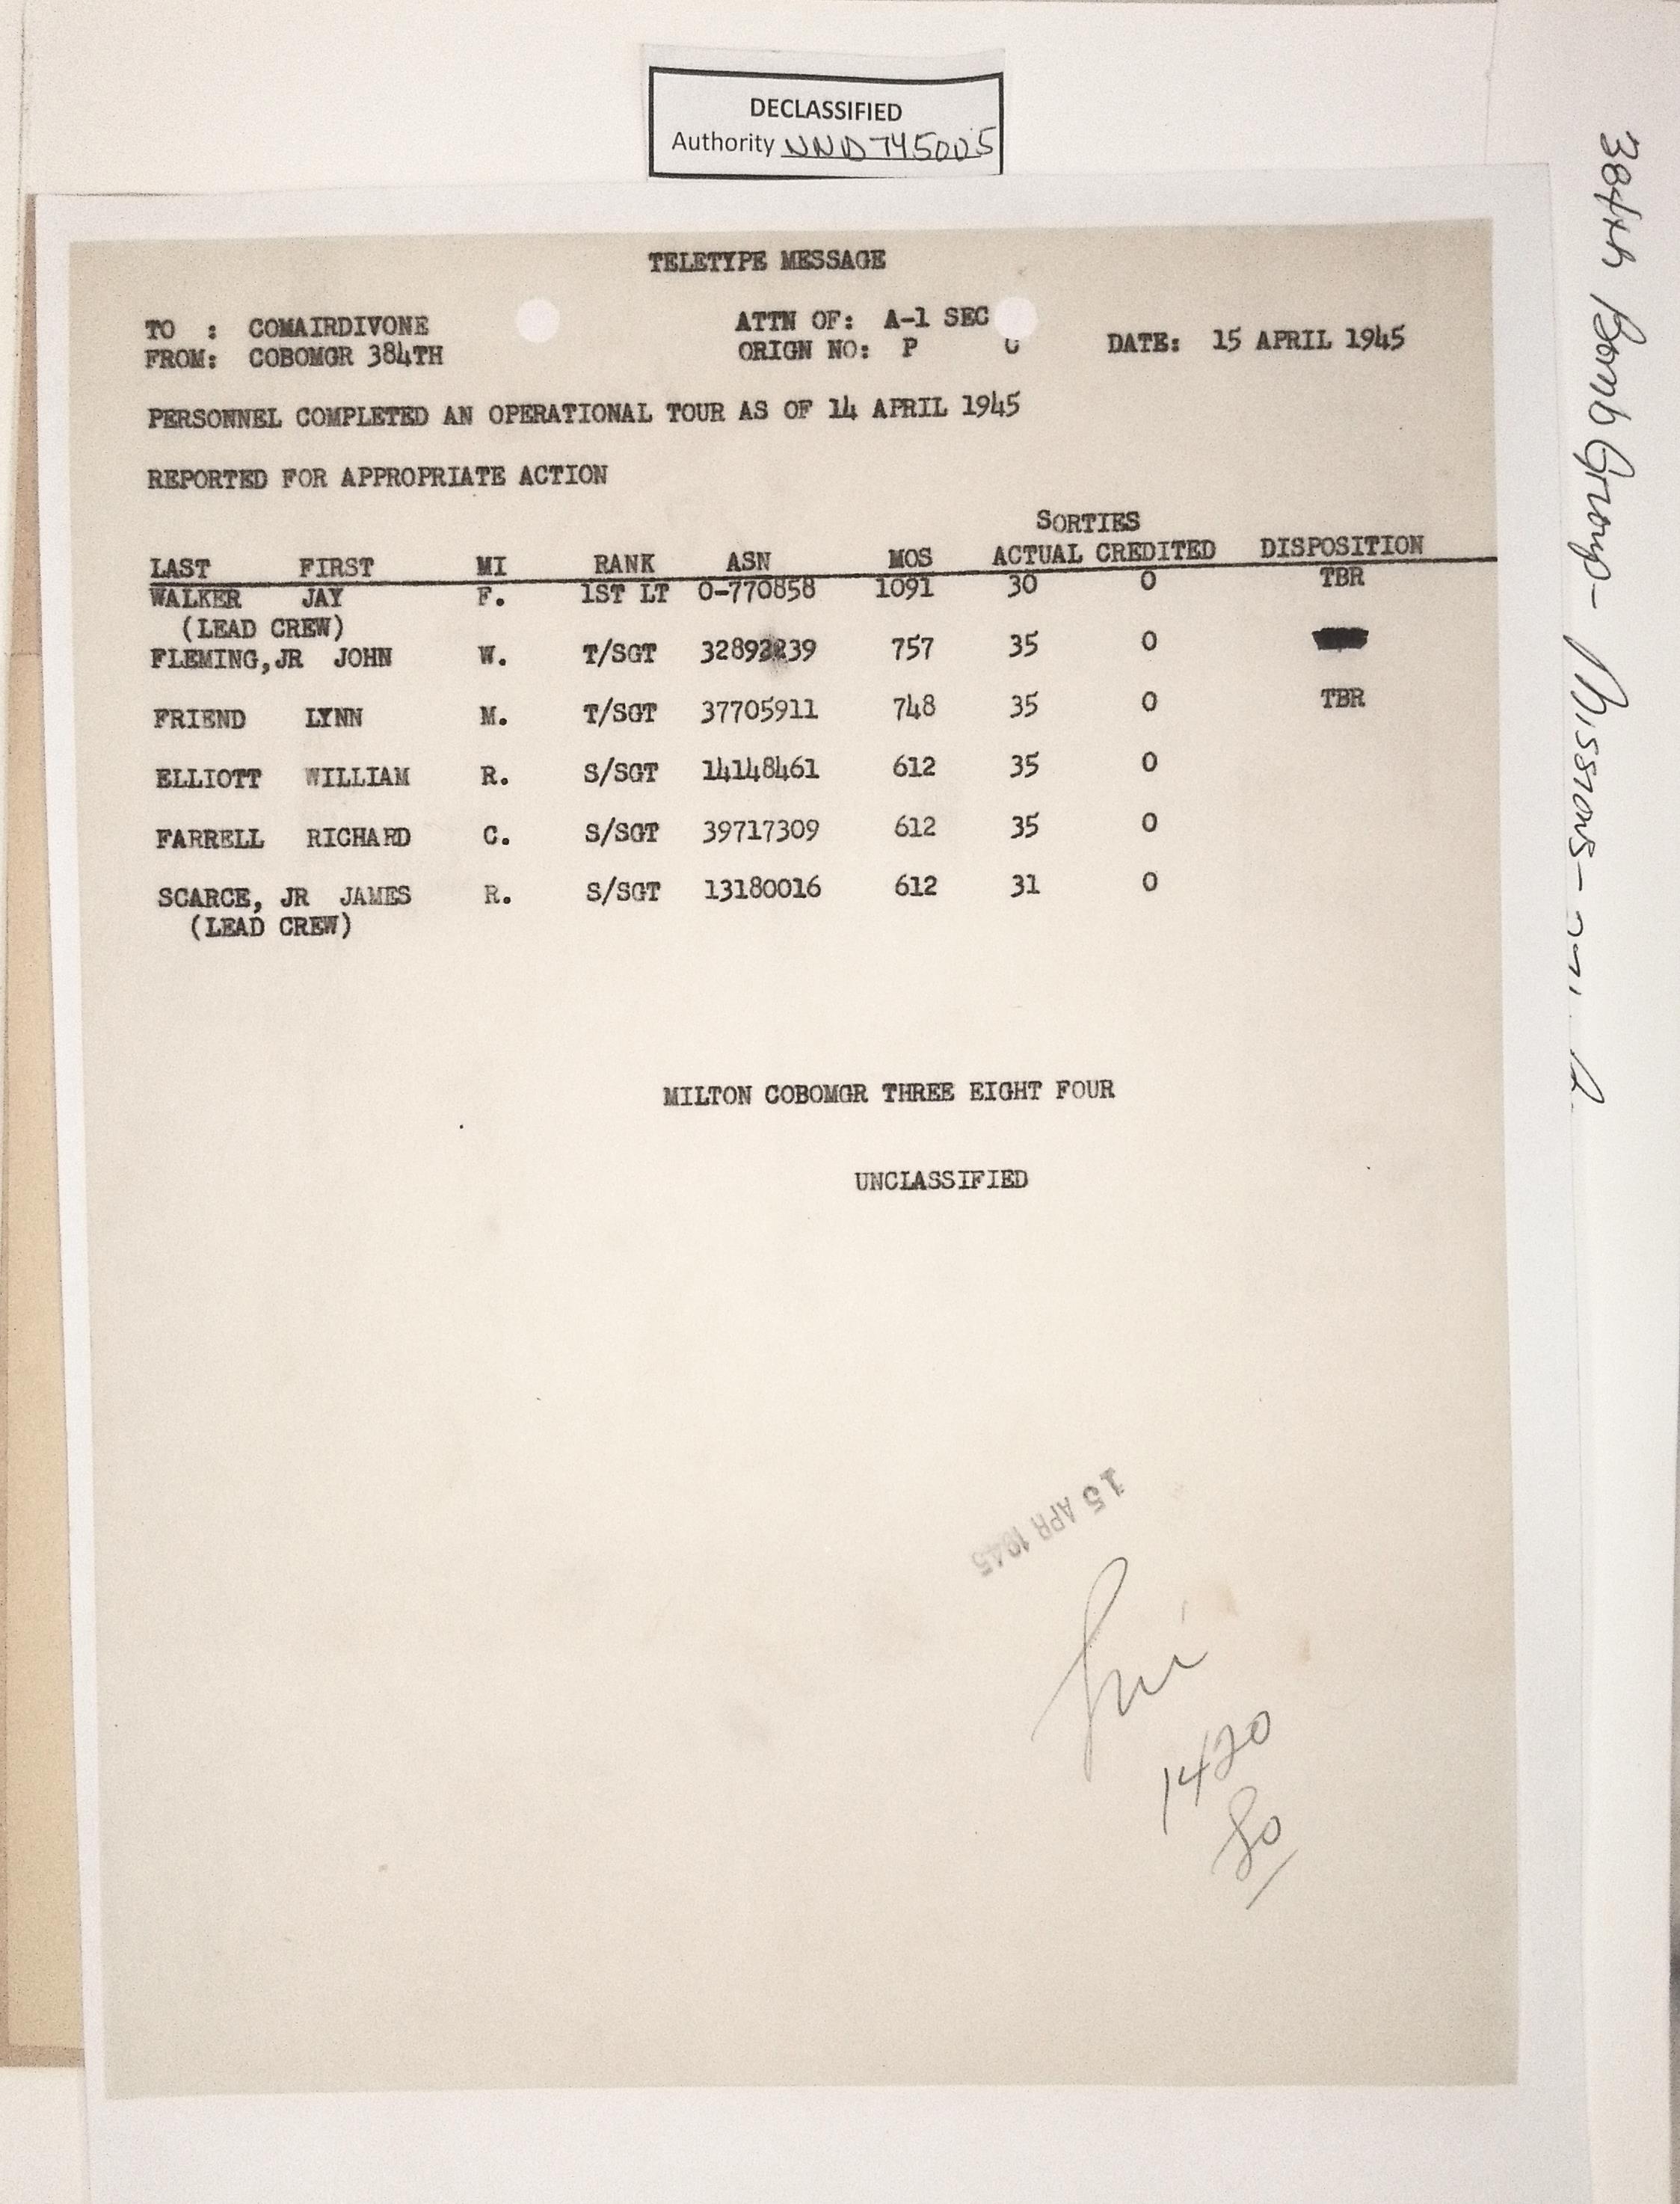 DECLASSIFIED
Authority NND 745005
384th Bomb Group - Missions -
TELETYPE MESSAGE
TO : COMAIRDIVONE ATTN OF: A-1 SEC
FROM: COBOMGR 384TH ORIGN NO: P DATE: 15 APRIL 1945
PERSONNEL COMPLETED AN OPERATIONAL TOUR AS OF 14 APRIL 1945
REPORTED FOR APPROPRIATE ACTION
SORTIES
LAST FIRST MI RANK ASN MOS ACTUAL CREDITED DISPOSITION
WALKER JAY F. 1ST LT 0-770858 1091 30 0 TBR
(LEAD CREW)
FLEMING, JR JOHN W. T/SGT 757 35 0
FRIEND LYNN M. T/SGT 37705911 748 35 0 TBR
ELLIOTT WILLIAM R. S/SGT 14148461 612 35 0
FARRELL RICHARD C. S/SGT 39717309 612 35 0
SCARCE, JR JAMES R. S/SGT 13180016 612 31 0
(LEAD CREW)
MILTON COBOMGR THREE EIGHT FOUR
UNCLASSIFIED
15 APR 1945
1420